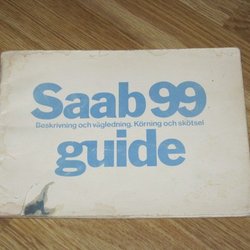 Saab 99
Beskrivning och vägledning. Körning och skötsel
guide